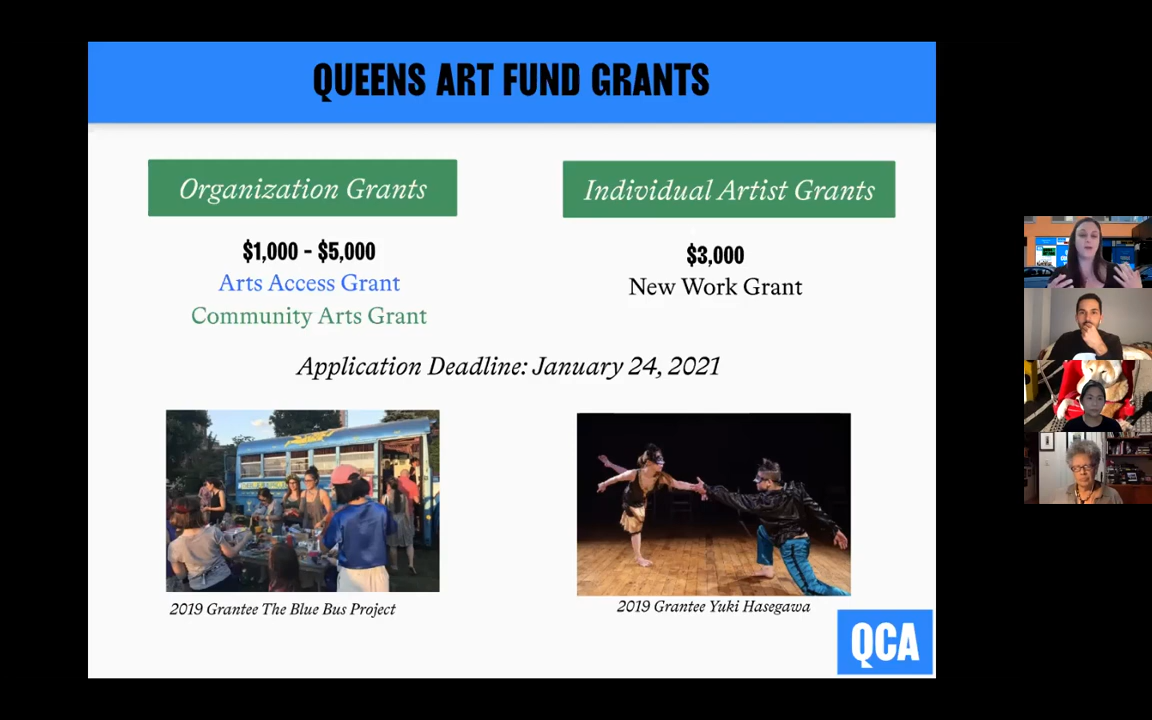 QUEENS ART FUND GRANTS
Organization Grants
$1,000 - $5,000
Arts Access Grant
Community Arts Grant
Individual Artist Grants
$3,000
New Work Grant
Application Deadline: January 24, 2021
2019 Grantee The Blue Bus Project
2019 Grantee Yuki Hasegawa
QCA